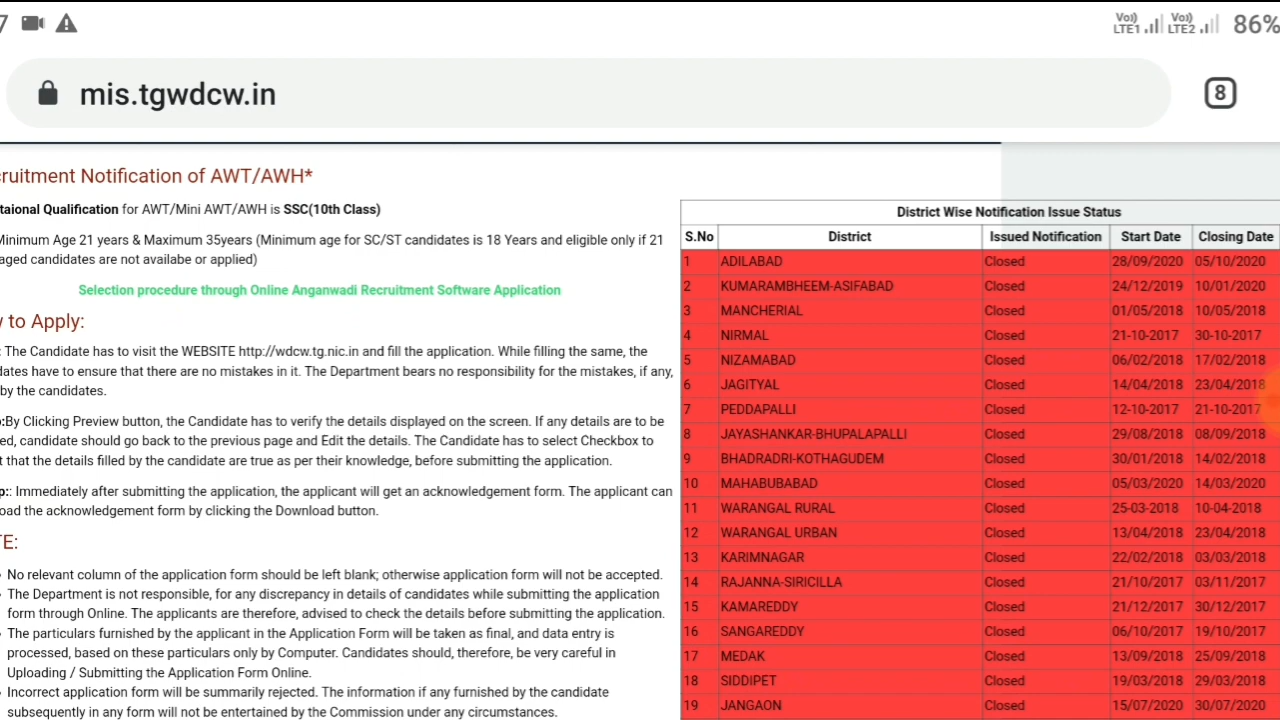 7
Vo)) LTE1 Vo)) LTE2 86%
mis.tgwdcw.in
8
cruitment Notification of AWT/AWH*
taional Qualification for AWT/Mini AWT/AWH is SSC(10th Class)
Minimum Age 21 years & Maximum 35years (Minimum age for SC/ST candidates is 18 Years and eligible only if 21
aged candidates are not availabe or applied)
Selection procedure through Online Anganwadi Recruitment Software Application
to Apply:
: The Candidate has to visit the WEBSITE http://wdcw.tg.nic.in and fill the application. While filling the same, the
dates have to ensure that there are no mistakes in it. The Department bears no responsibility for the mistakes, if any,
by the candidates.
:By Clicking Preview button, the Candidate has to verify the details displayed on the screen. If any details are to be
ed, candidate should go back to the previous page and Edit the details. The Candidate has to select Checkbox to
t that the details filled by the candidate are true as per their knowledge, before submitting the application.
p:: Immediately after submitting the application, the applicant will get an acknowledgement form. The applicant can
oad the acknowledgement form by clicking the Download button.
TE:
• No relevant column of the application form should be left blank; otherwise application form will not be accepted.
• The Department is not responsible, for any discrepancy in details of candidates while submitting the application
form through Online. The applicants are therefore, advised to check the details before submitting the application.
• The particulars furnished by the applicant in the Application Form will be taken as final, and data entry is
processed, based on these particulars only by Computer. Candidates should, therefore, be very careful in
Uploading / Submitting the Application Form Online.
• Incorrect application form will be summarily rejected. The information if any furnished by the candidate
subsequently in any form will not be entertained by the Commission under any circumstances.
District Wise Notification Issue Status
S.No District Issued Notification Start Date Closing Date
1 ADILABAD Closed 28/09/2020 05/10/2020
2 KUMARAMBHEEM-ASIFABAD Closed 24/12/2019 10/01/2020
3 MANCHERIAL Closed 01/05/2018 10/05/2018
4 NIRMAL Closed 21-10-2017 30-10-2017
5 NIZAMABAD Closed 06/02/2018 17/02/2018
6 JAGITYAL Closed 14/04/2018 23/04/2018
7 PEDDAPALLI Closed 12-10-2017 21-10-2017
8 JAYASHANKAR-BHUPALAPALLI Closed 29/08/2018 08/09/2018
9 BHADRADRI-KOTHAGUDEM Closed 30/01/2018 14/02/2018
10 MAHABUBABAD Closed 05/03/2020 14/03/2020
11 WARANGAL RURAL Closed 25-03-2018 10-04-2018
12 WARANGAL URBAN Closed 13/04/2018 23/04/2018
13 KARIMNAGAR Closed 22/02/2018 03/03/2018
14 RAJANNA-SIRICILLA Closed 21/10/2017 03/11/2017
15 KAMAREDDY Closed 21/12/2017 30/12/2017
16 SANGAREDDY Closed 06/10/2017 19/10/2017
17 MEDAK Closed 13/09/2018 25/09/2018
18 SIDDIPET Closed 19/03/2018 29/03/2018
19 JANGAON Closed 15/07/2020 30/07/2020